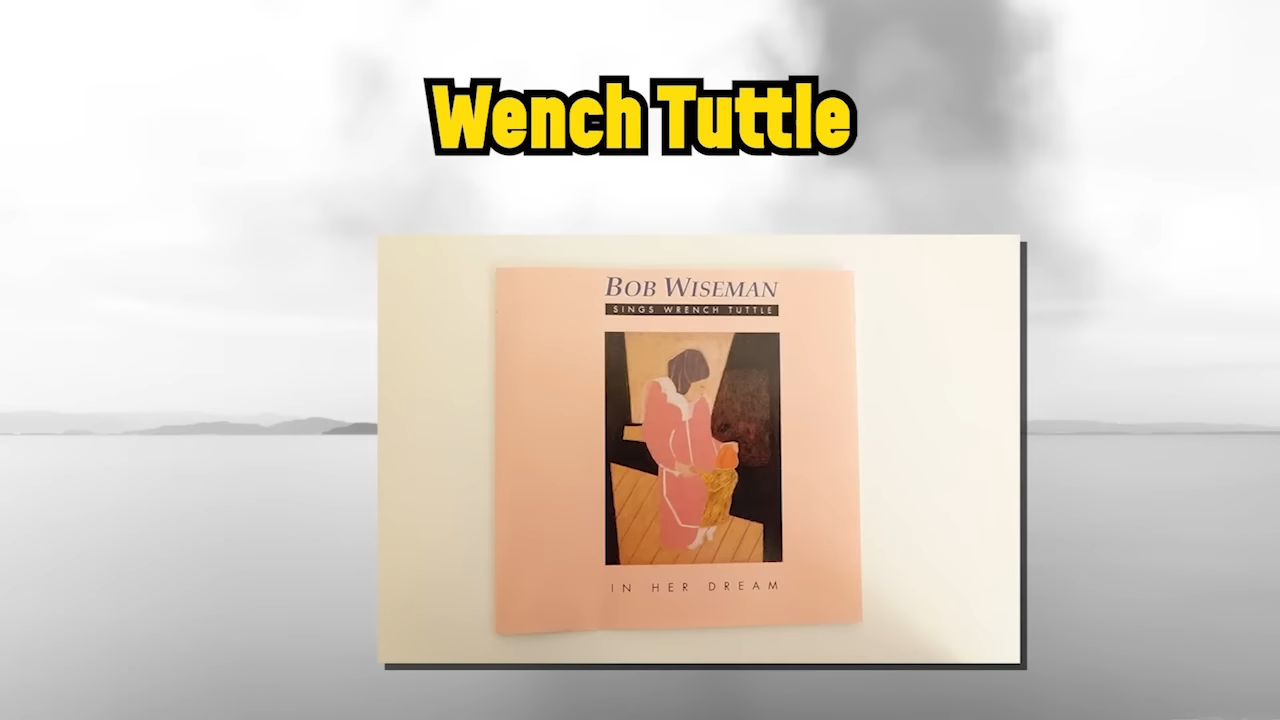 Wench Tuttle
BOB WISEMAN
SINGS WRENCH TUTTLE
IN HER DREAM